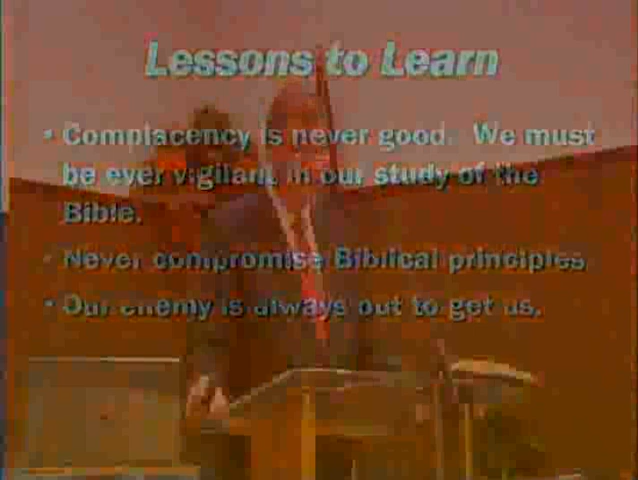 Lessons to Learn
• Complacency is never good. We must
be ever vigilant in our study of the
Bible.
• Never compromise Biblical principles
• Our enemy is always out to get us.